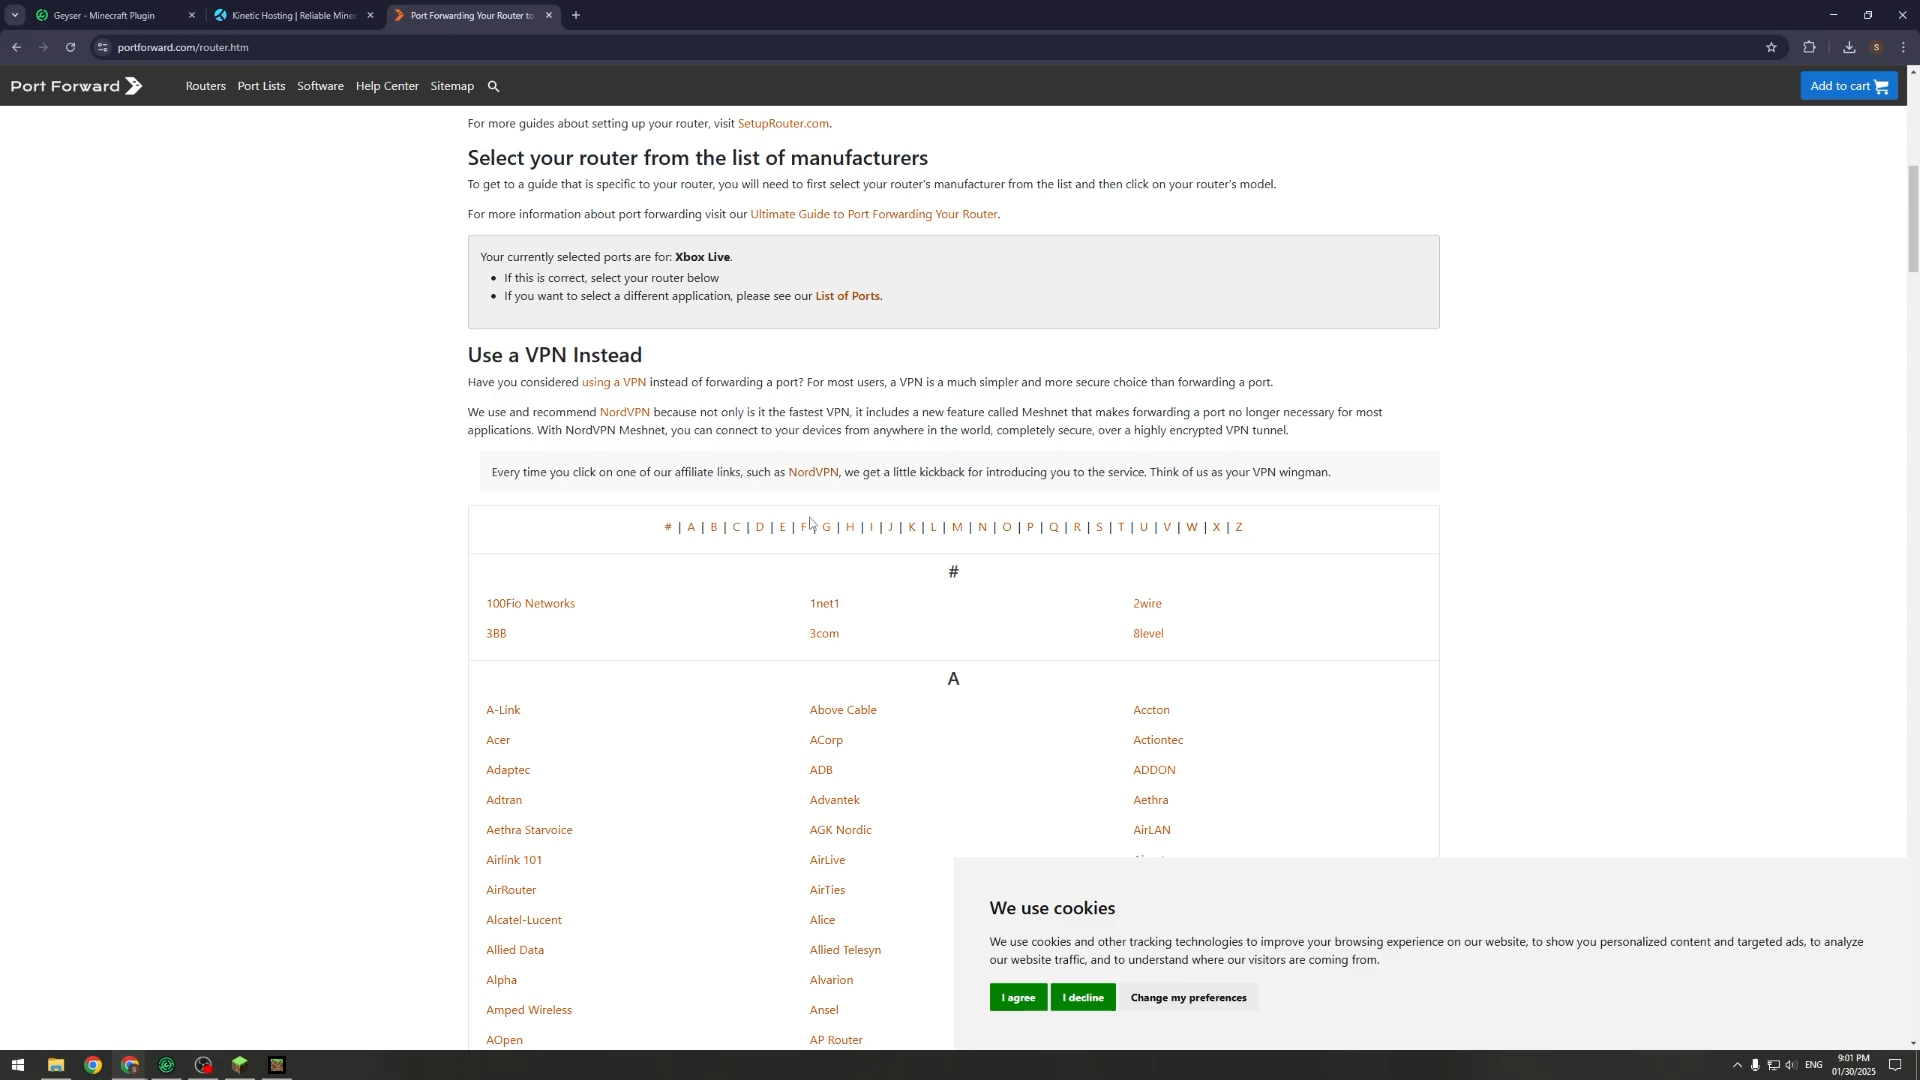 Geyser - Minecraft Plugin
Kinetic Hosting | Reliable Minec
Port Forwarding Your Router to
portforward.com/router.htm
S
Port Forward
Routers
Port Lists
Software
Help Center
Sitemap
Add to cart
For more guides about setting up your router, visit SetupRouter.com.
Select your router from the list of manufacturers
To get to a guide that is specific to your router, you will need to first select your router's manufacturer from the list and then click on your router's model.
For more information about port forwarding visit our Ultimate Guide to Port Forwarding Your Router.
Your currently selected ports are for: Xbox Live.
• If this is correct, select your router below
• If you want to select a different application, please see our List of Ports.
Use a VPN Instead
Have you considered using a VPN instead of forwarding a port? For most users, a VPN is a much simpler and more secure choice than forwarding a port.
We use and recommend NordVPN because not only is it the fastest VPN, it includes a new feature called Meshnet that makes forwarding a port no longer necessary for most
applications. With NordVPN Meshnet, you can connect to your devices from anywhere in the world, completely secure, over a highly encrypted VPN tunnel.
Every time you click on one of our affiliate links, such as NordVPN, we get a little kickback for introducing you to the service. Think of us as your VPN wingman.
# | A | B | C | D | E | F | G | H | I | J | K | L | M | N | O | P | Q | R | S | T | U | V | W | X | Z
#
100Fio Networks
1net1
2wire
3BB
3com
8level
A
A-Link
Above Cable
Accton
Acer
ACorp
Actiontec
Adaptec
ADB
ADDON
Adtran
Advantek
Aethra
Aethra Starvoice
AGK Nordic
AirLAN
Airlink 101
AirLive
AirRouter
AirTies
Alcatel-Lucent
Alice
Allied Data
Allied Telesyn
Alpha
Alvarion
Amped Wireless
Ansel
AOpen
AP Router
We use cookies
We use cookies and other tracking technologies to improve your browsing experience on our website, to show you personalized content and targeted ads, to analyze
our website traffic, and to understand where our visitors are coming from.
I agree
I decline
Change my preferences
ENG
9:01 PM
01/30/2025